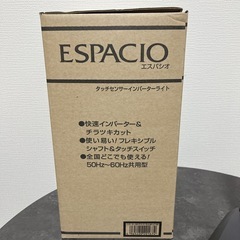 ESPACIO
エスパシオ
タッチセンサーインバーターライト
●快速インバーター&
チラツキカット
●使い易い!フレキシブル
シャフト&タッチスイッチ
●全国どこでも使える!
50Hz~60Hz共用型